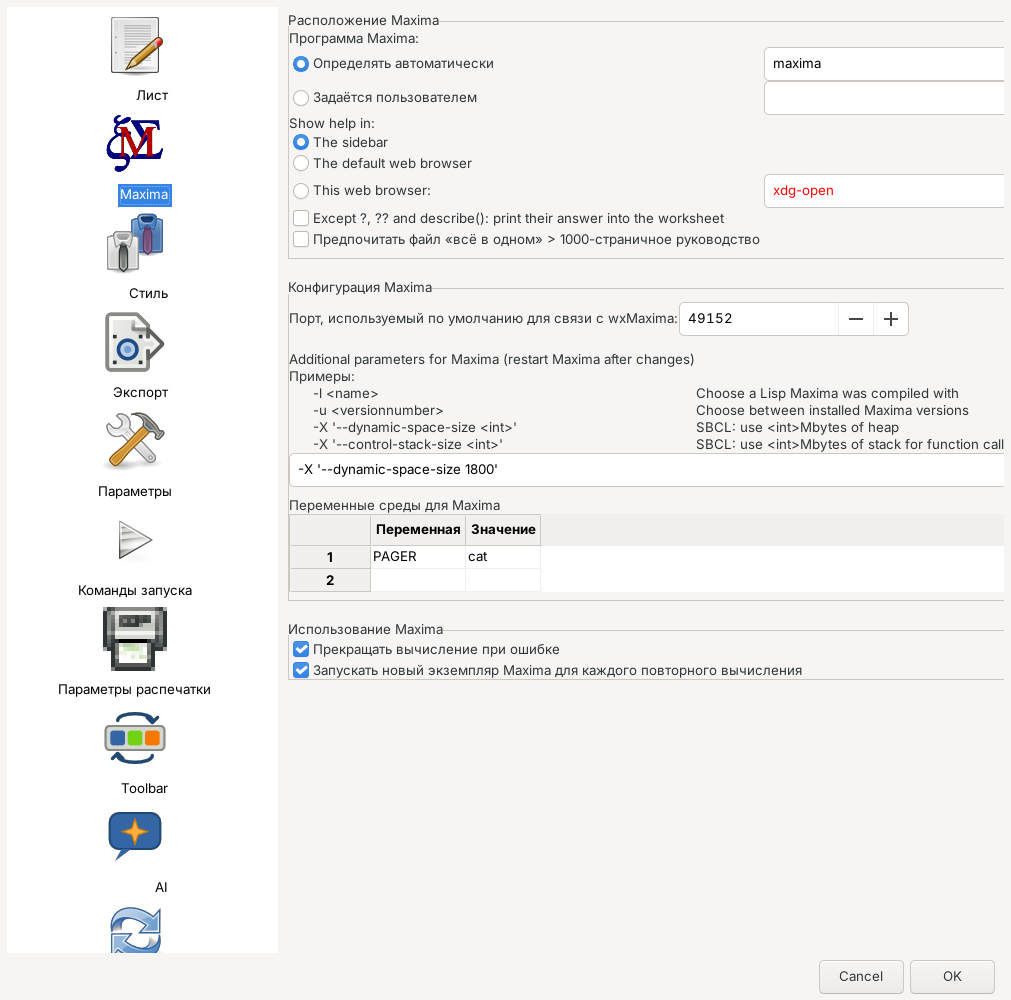 Лист
Maxima
Стиль
Экспорт
Параметры
Команды запуска
Параметры распечатки
Toolbar
AI
Расположение Maxima
Программа Maxima:
Определять автоматически
maxima
Задаётся пользователем
Show help in:
The sidebar
The default web browser
This web browser:
xdg-open
Except ?, ?? and describe(): print their answer into the worksheet
Предпочитать файл «всё в одном» > 1000-страничное руководство
Конфигурация Maxima
Порт, используемый по умолчанию для связи с wxMaxima: 49152
Additional parameters for Maxima (restart Maxima after changes)
Примеры:
-l <name> Choose a Lisp Maxima was compiled with
-u <versionnumber> Choose between installed Maxima versions
-X '--dynamic-space-size <int>' SBCL: use <int>Mbytes of heap
-X '--control-stack-size <int>' SBCL: use <int>Mbytes of stack for function call
-X '--dynamic-space-size 1800'
Переменные среды для Maxima
Переменная Значение
1 PAGER cat
2
Использование Maxima
Прекращать вычисление при ошибке
Запускать новый экземпляр Maxima для каждого повторного вычисления
Cancel OK